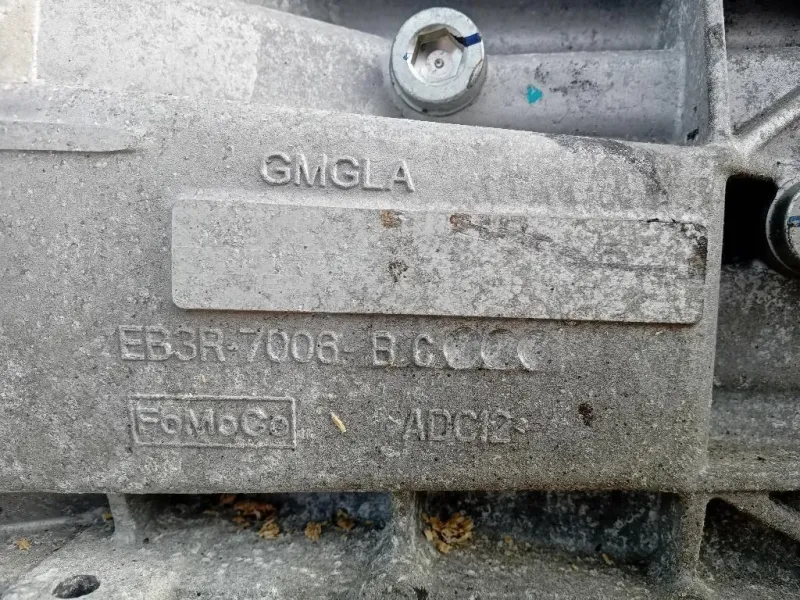 GMGLA
EB3R-7006-BC
FoMoCo
>ADC12<